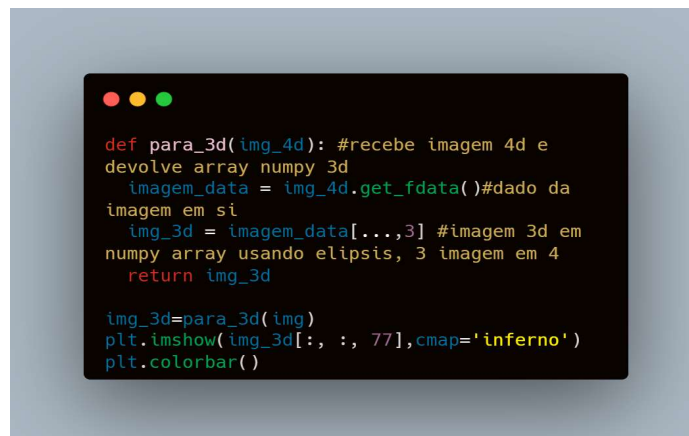 def para_3d(img_4d): #recebe imagem 4d e
devolve array numpy 3d
  imagem_data = img_4d.get_fdata()#dado da
imagem em si
  img_3d = imagem_data[...,3] #imagem 3d em
numpy array usando elipsis, 3 imagem em 4
  return img_3d

img_3d=para_3d(img)
plt.imshow(img_3d[:, :, 77],cmap='inferno')
plt.colorbar()